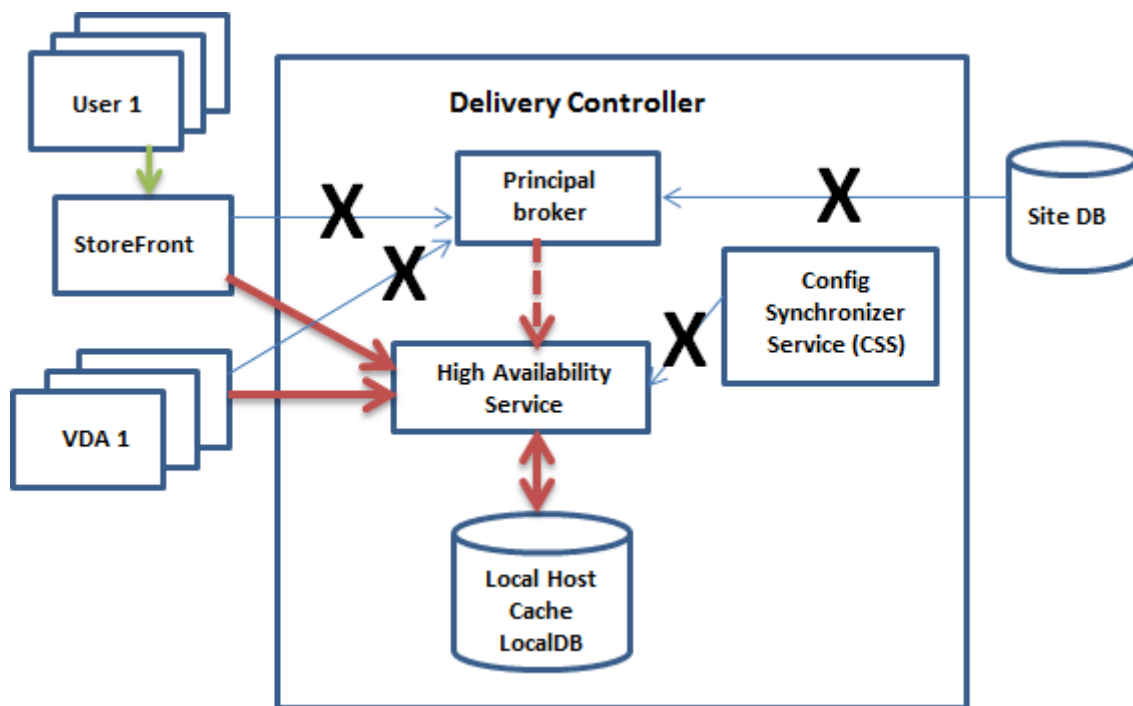 User 1
Delivery Controller
Principal
broker
X
X
StoreFront
X
Site DB
Config
Synchronizer
Service (CSS)
X
High Availability
Service
VDA 1
Local Host
Cache
LocalDB